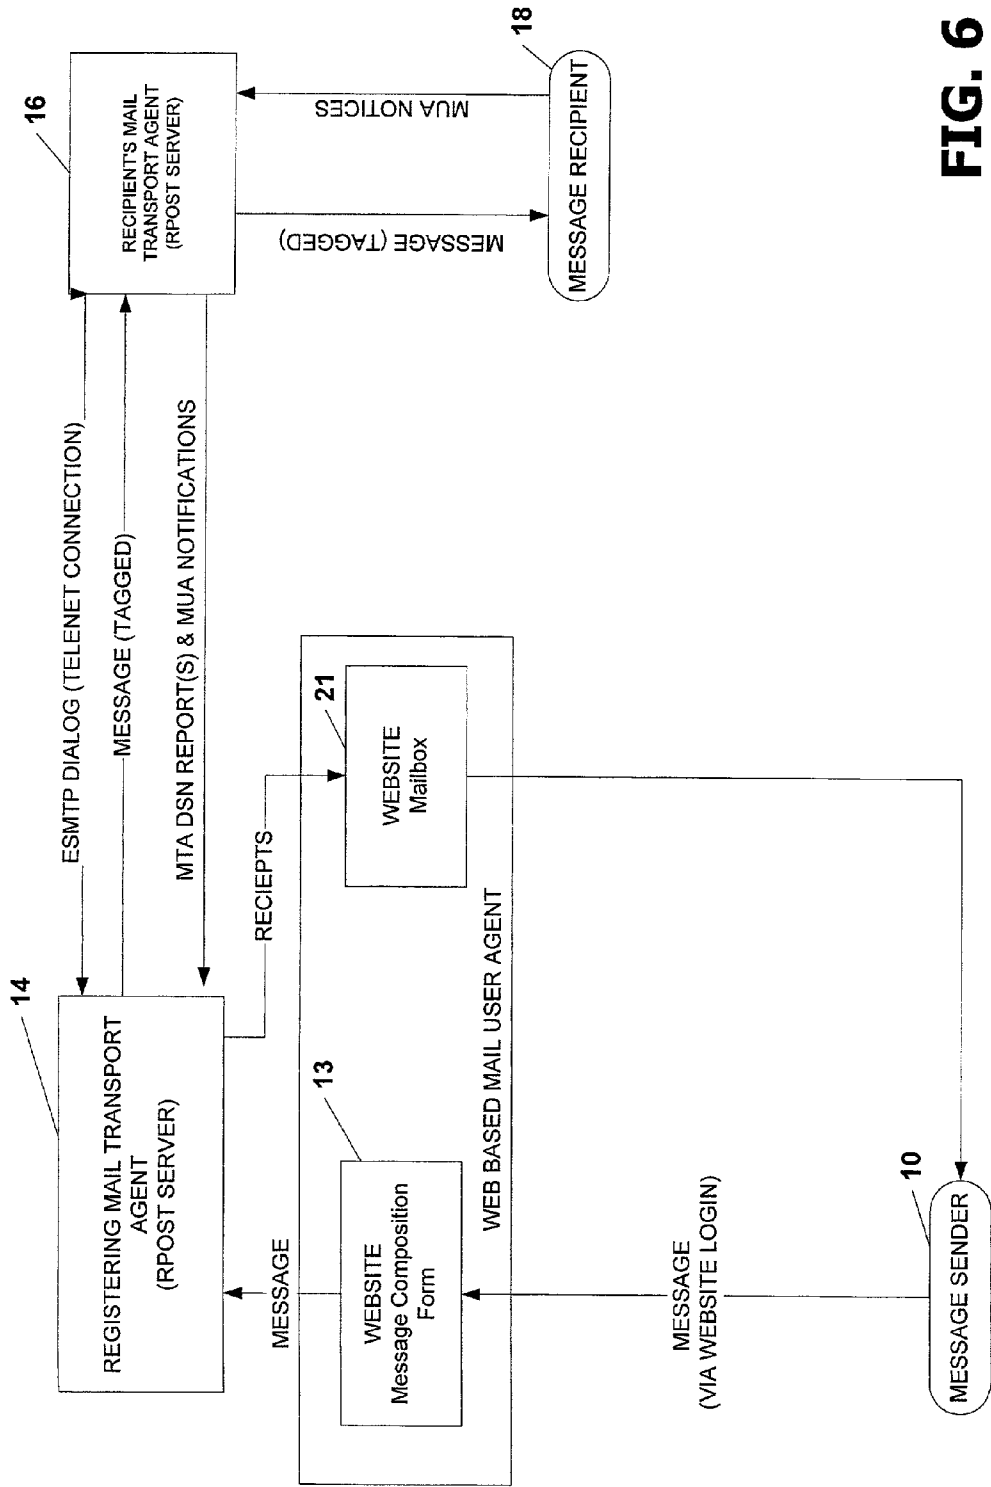 14
REGISTERING MAIL TRANSPORT
AGENT
(RPOST SERVER)
ESMTP DIALOG (TELENET CONNECTION)
MESSAGE (TAGGED)
MTA DSN REPORT(S) & MUA NOTIFICATIONS
16
RECIPIENT'S MAIL
TRANSPORT AGENT
(RPOST SERVER)
MESSAGE (TAGGED)
MUA NOTICES
18
MESSAGE RECIPIENT
RECIEPTS
MESSAGE
13
WEBSITE
Message Composition
Form
21
WEBSITE
Mailbox
WEB BASED MAIL USER AGENT
MESSAGE
(VIA WEBSITE LOGIN)
10
MESSAGE SENDER
FIG. 6